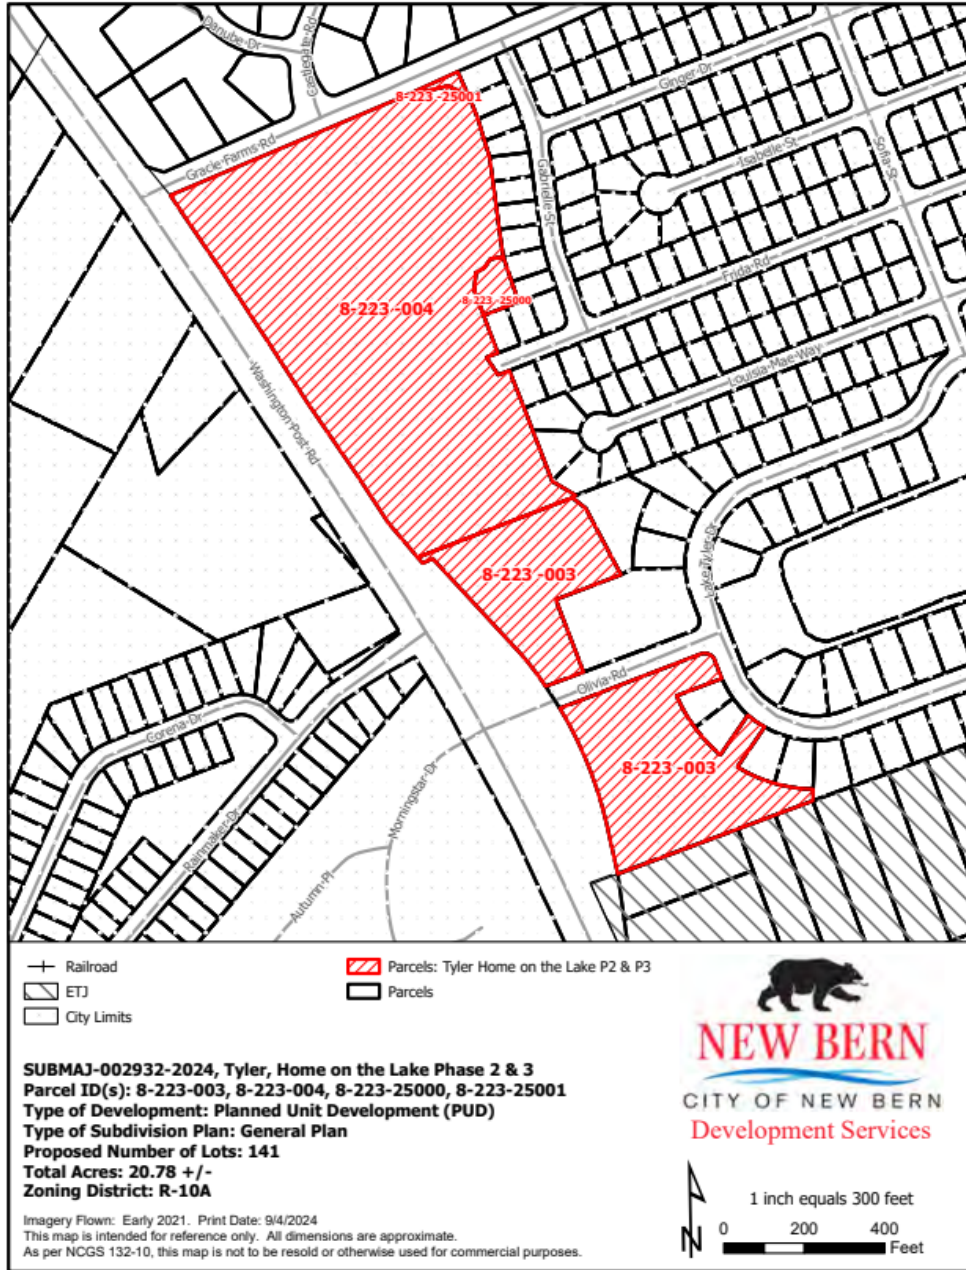 Danube Dr
Castlegate Rd
Gracie Farms Rd
8-223 -25001
Ginger Dr
Isabelle St
Sofia St
Gabrielle St
Frida Rd
8-223 -004
8-223 -25000
Louisia Mae Way
Washington Post Rd
Lake Tyler Dr
8-223 -003
Olivia Rd
8-223 -003
Corena Dr
Rainmaker Dr
Morningstar Dr
Autumn Pl
Railroad
ETJ
City Limits
Parcels: Tyler Home on the Lake P2 & P3
Parcels
NEW BERN
CITY OF NEW BERN
Development Services
SUBMAJ-002932-2024, Tyler, Home on the Lake Phase 2 & 3
Parcel ID(s): 8-223-003, 8-223-004, 8-223-25000, 8-223-25001
Type of Development: Planned Unit Development (PUD)
Type of Subdivision Plan: General Plan
Proposed Number of Lots: 141
Total Acres: 20.78 +/-
Zoning District: R-10A
Imagery Flown: Early 2021. Print Date: 9/4/2024
This map is intended for reference only. All dimensions are approximate.
As per NCGS 132-10, this map is not to be resold or otherwise used for commercial purposes.
N
1 inch equals 300 feet
0 200 400
Feet